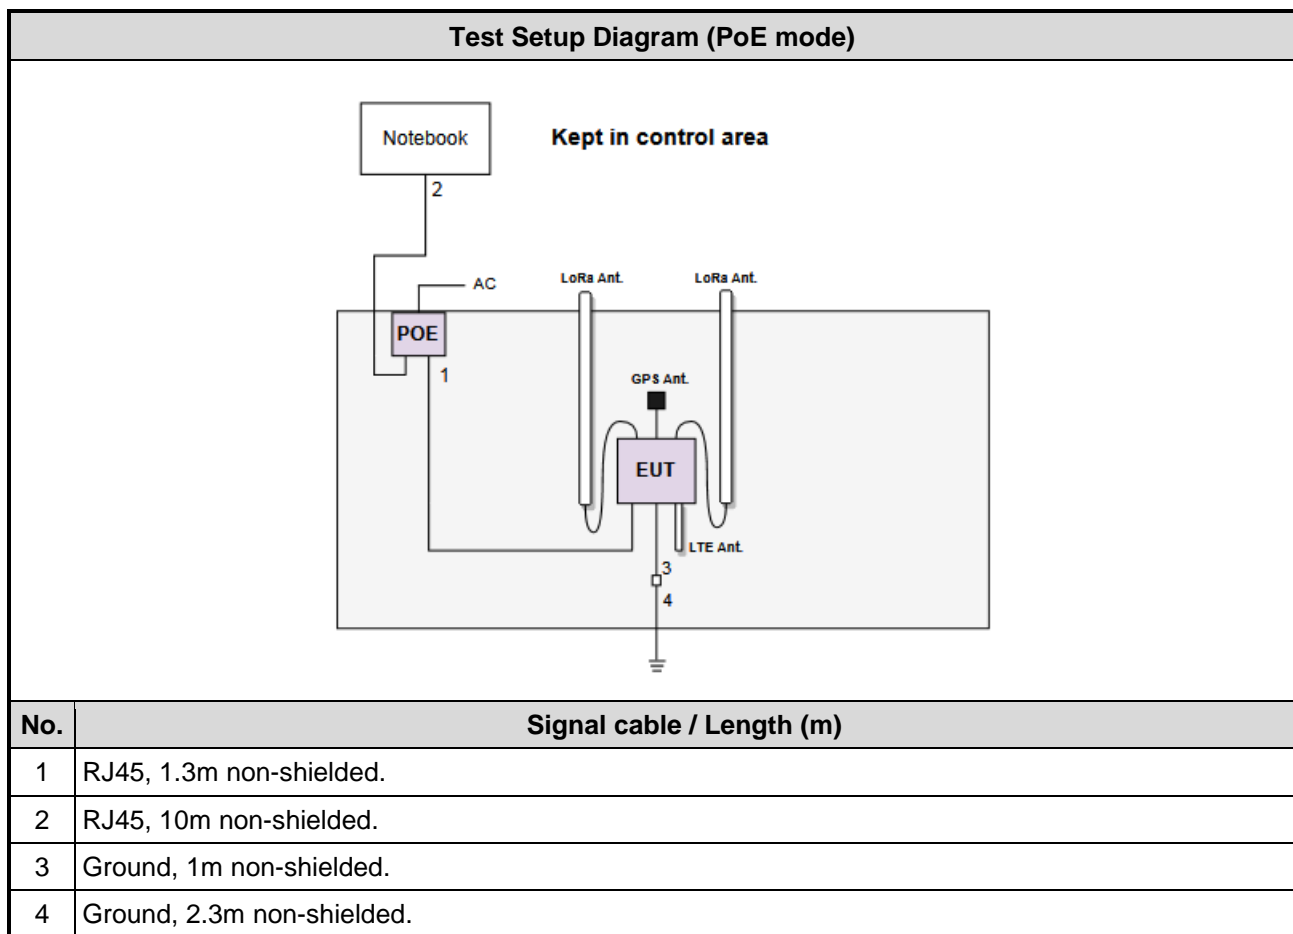 Test Setup Diagram (PoE mode)
Notebook
Kept in control area
2
AC
LoRa Ant.
LoRa Ant.
POE
1
GPS Ant.
EUT
LTE Ant.
3
4
No. Signal cable / Length (m)
1 RJ45, 1.3m non-shielded.
2 RJ45, 10m non-shielded.
3 Ground, 1m non-shielded.
4 Ground, 2.3m non-shielded.